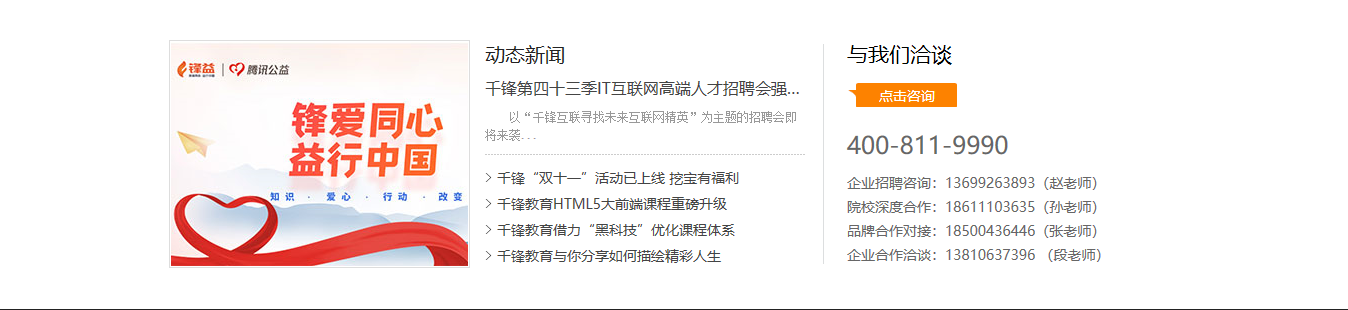 锋益 腾讯公益
锋爱同心
益行中国
知识 · 爱心 · 行动 · 改变
动态新闻
千锋第四十三季IT互联网高端人才招聘会强...
以“千锋互联寻找未来互联网精英”为主题的招聘会即
将来袭...
千锋“双十一”活动已上线 挖宝有福利
千锋教育HTML5大前端课程重磅升级
千锋教育借力“黑科技”优化课程体系
千锋教育与你分享如何描绘精彩人生
与我们洽谈
点击咨询
400-811-9990
企业招聘咨询：13699263893（赵老师）
院校深度合作：18611103635（孙老师）
品牌合作对接：18500436446（张老师）
企业合作洽谈：13810637396 （段老师）